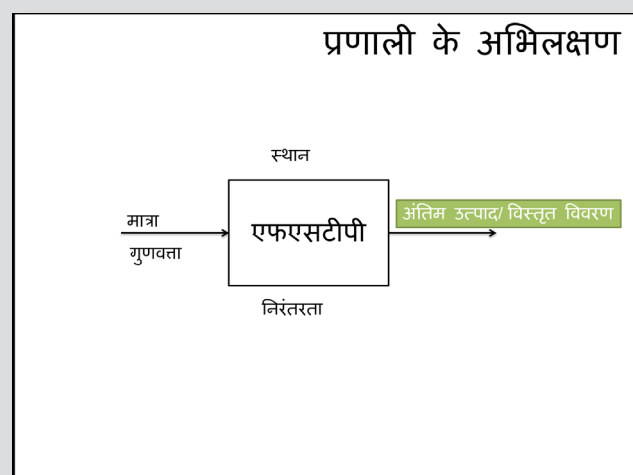 प्रणाली के अभिलक्षण
स्थान
मात्रा
गुणवत्ता
एफएसटीपी
अंतिम उत्पाद/ विस्तृत विवरण
निरंतरता